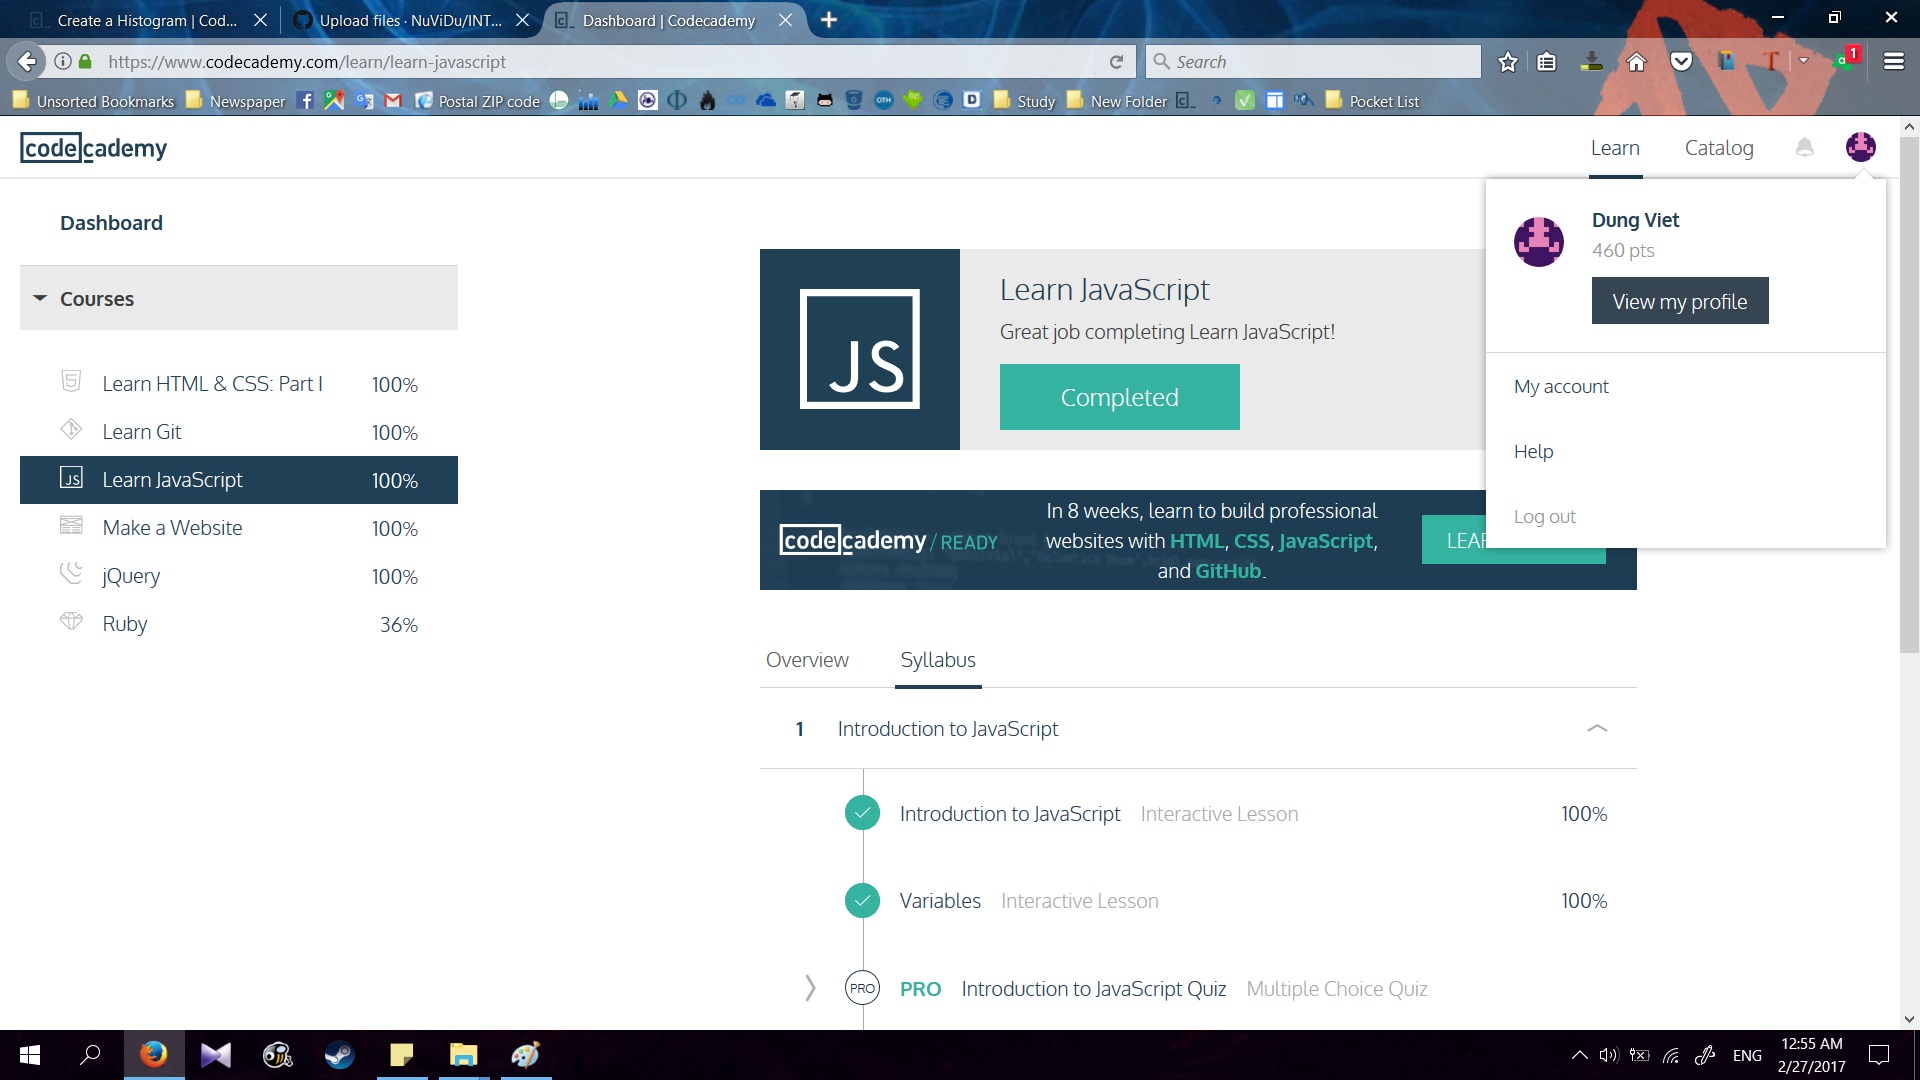 Create a Histogram | Cod...
Upload files · NuViDu/INT...
Dashboard | Codecademy
https://www.codecademy.com/learn/learn-javascript
Search
1
Unsorted Bookmarks
Newspaper
Postal ZIP code
Study
New Folder
Pocket List
codecademy
Learn
Catalog
Dashboard
Dung Viet
460 pts
View my profile
My account
Help
Log out
Courses
Learn HTML & CSS: Part I 100%
Learn Git 100%
JS Learn JavaScript 100%
Make a Website 100%
jQuery 100%
Ruby 36%
JS
Learn JavaScript
Great job completing Learn JavaScript!
Completed
codecademy / READY
In 8 weeks, learn to build professional
websites with HTML, CSS, JavaScript,
and GitHub.
Overview
Syllabus
1 Introduction to JavaScript
Introduction to JavaScript Interactive Lesson 100%
Variables Interactive Lesson 100%
PRO PRO Introduction to JavaScript Quiz Multiple Choice Quiz
ENG
12:55 AM
2/27/2017